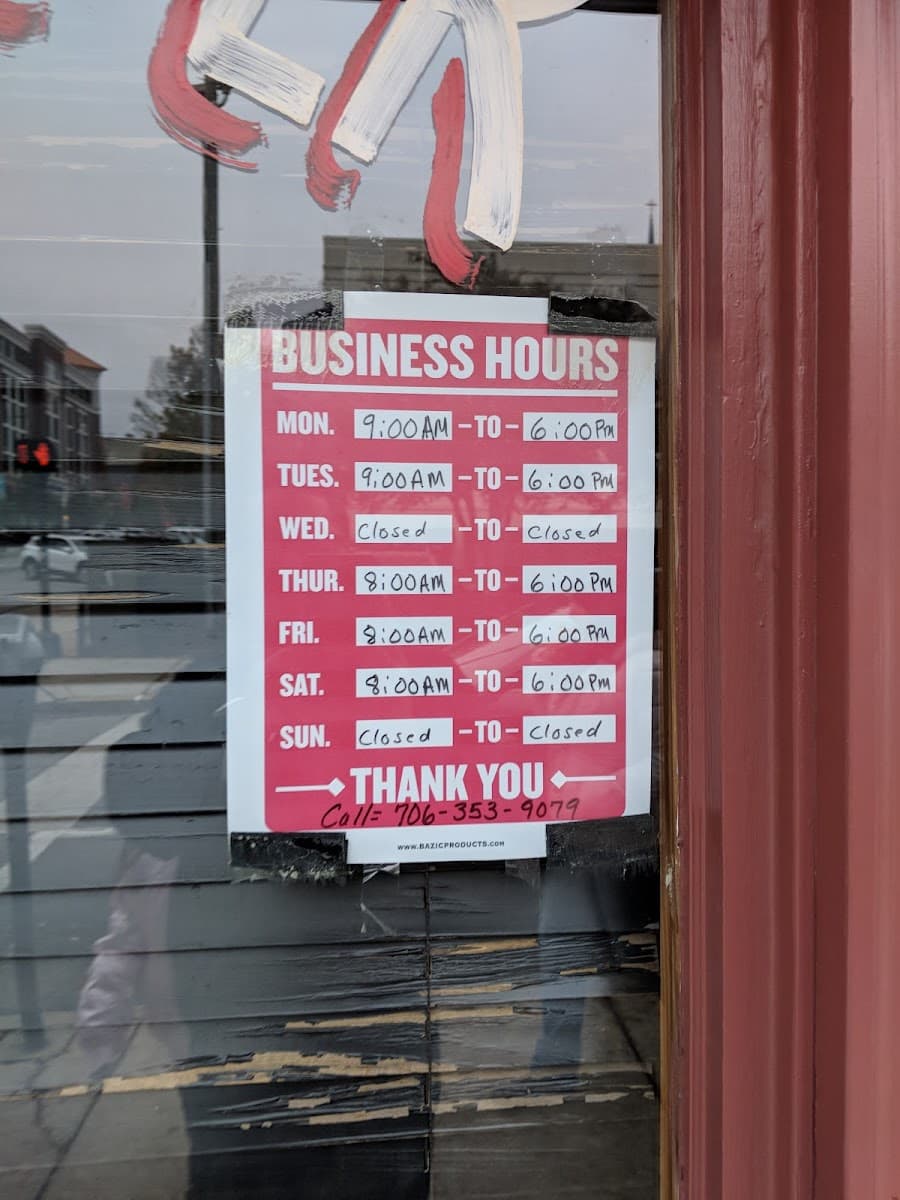 ER
BUSINESS HOURS
MON. 9:00AM -TO- 6:00PM
TUES. 9:00AM -TO- 6:00PM
WED. Closed -TO- Closed
THUR. 8:00AM -TO- 6:00PM
FRI. 8:00AM -TO- 6:00PM
SAT. 8:00AM -TO- 6:00PM
SUN. Closed -TO- Closed
THANK YOU
Call= 706-353-9079
WWW.BAZICPRODUCTS.COM